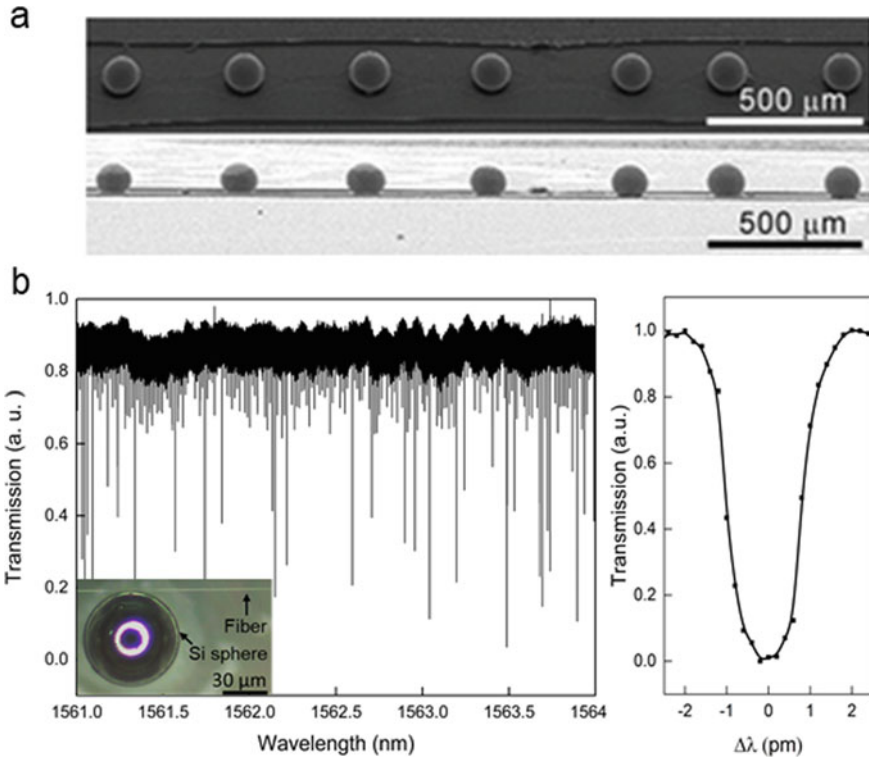 a
500 μm
500 μm
b
Transmission (a. u. )
1.0
0.8
0.6
0.4
0.2
0.0
Fiber
Si sphere
30 μm
1561.0 1561.5 1562.0 1562.5 1563.0 1563.5 1564
Wavelength (nm)
Transmission (a.u.)
1.0
0.8
0.6
0.4
0.2
0.0
-2 -1 0 1 2
Δλ (pm)